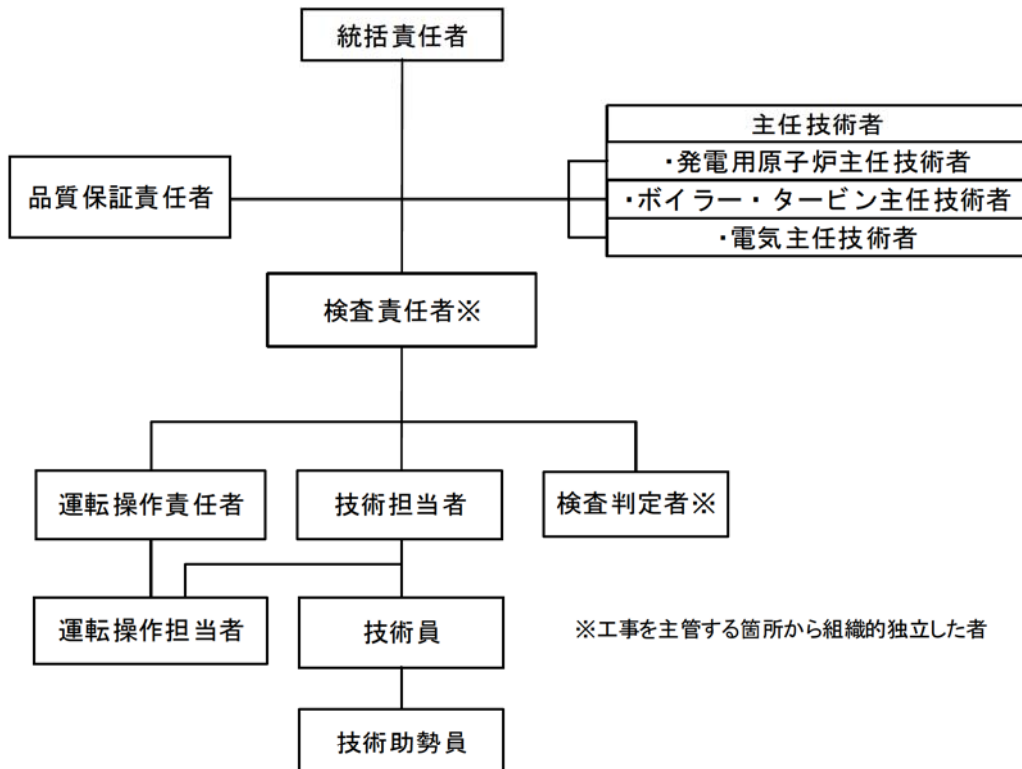 統括責任者
主任技術者
・発電用原子炉主任技術者
品質保証責任者
・ボイラー・タービン主任技術者
・電気主任技術者
検査責任者※
運転操作責任者
技術担当者
検査判定者※
運転操作担当者
技術員
※工事を主管する箇所から組織的独立した者
技術助勢員